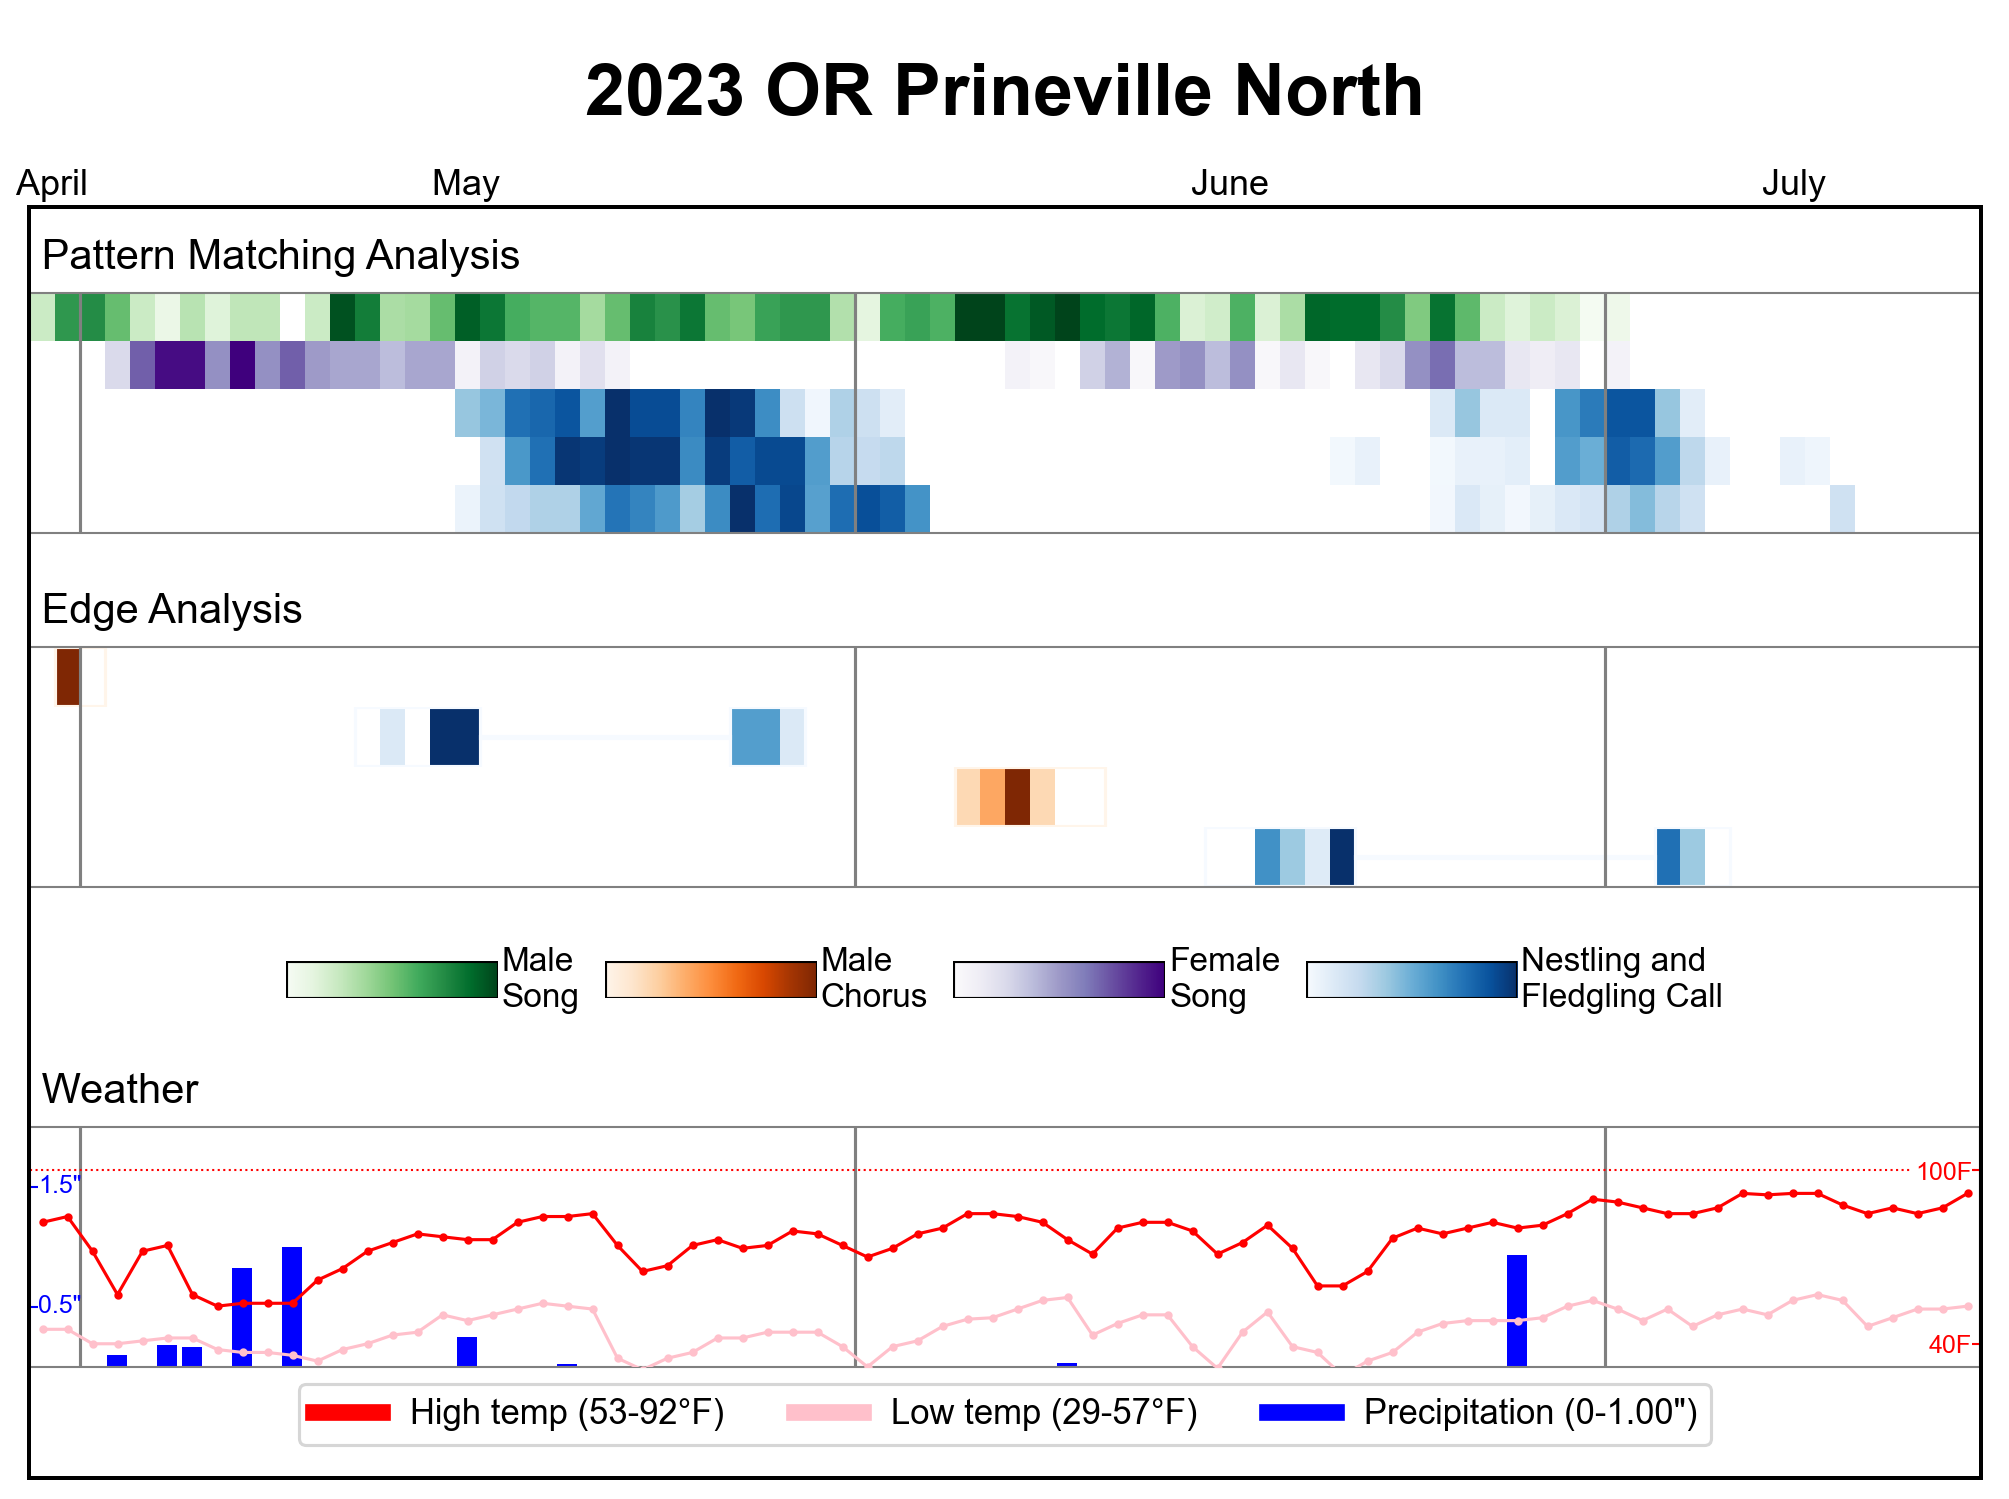 2023 OR Prineville North
April May June July
Pattern Matching Analysis
Edge Analysis
Male
Song
Male
Chorus
Female
Song
Nestling and
Fledgling Call
Weather
100F
1.5"
0.5"
40F
High temp (53-92°F) Low temp (29-57°F) Precipitation (0-1.00")